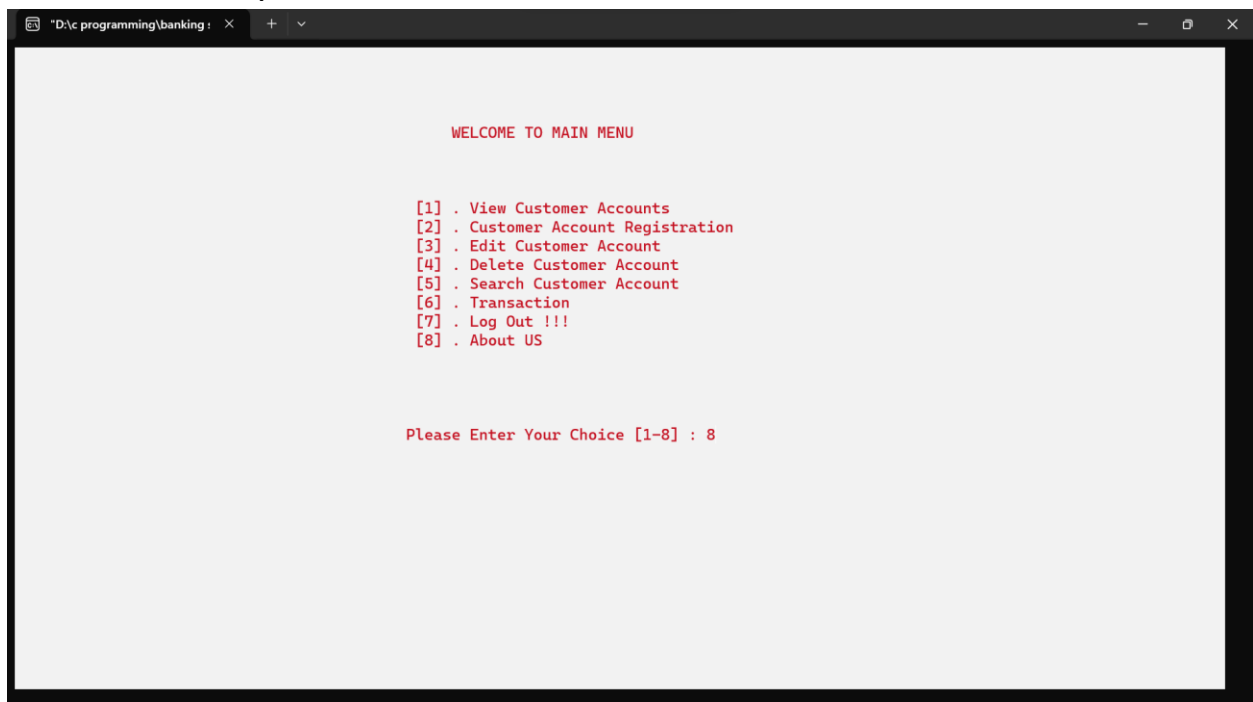 "D:\c programming\banking :
WELCOME TO MAIN MENU
[1] . View Customer Accounts
[2] . Customer Account Registration
[3] . Edit Customer Account
[4] . Delete Customer Account
[5] . Search Customer Account
[6] . Transaction
[7] . Log Out !!!
[8] . About US
Please Enter Your Choice [1-8] : 8